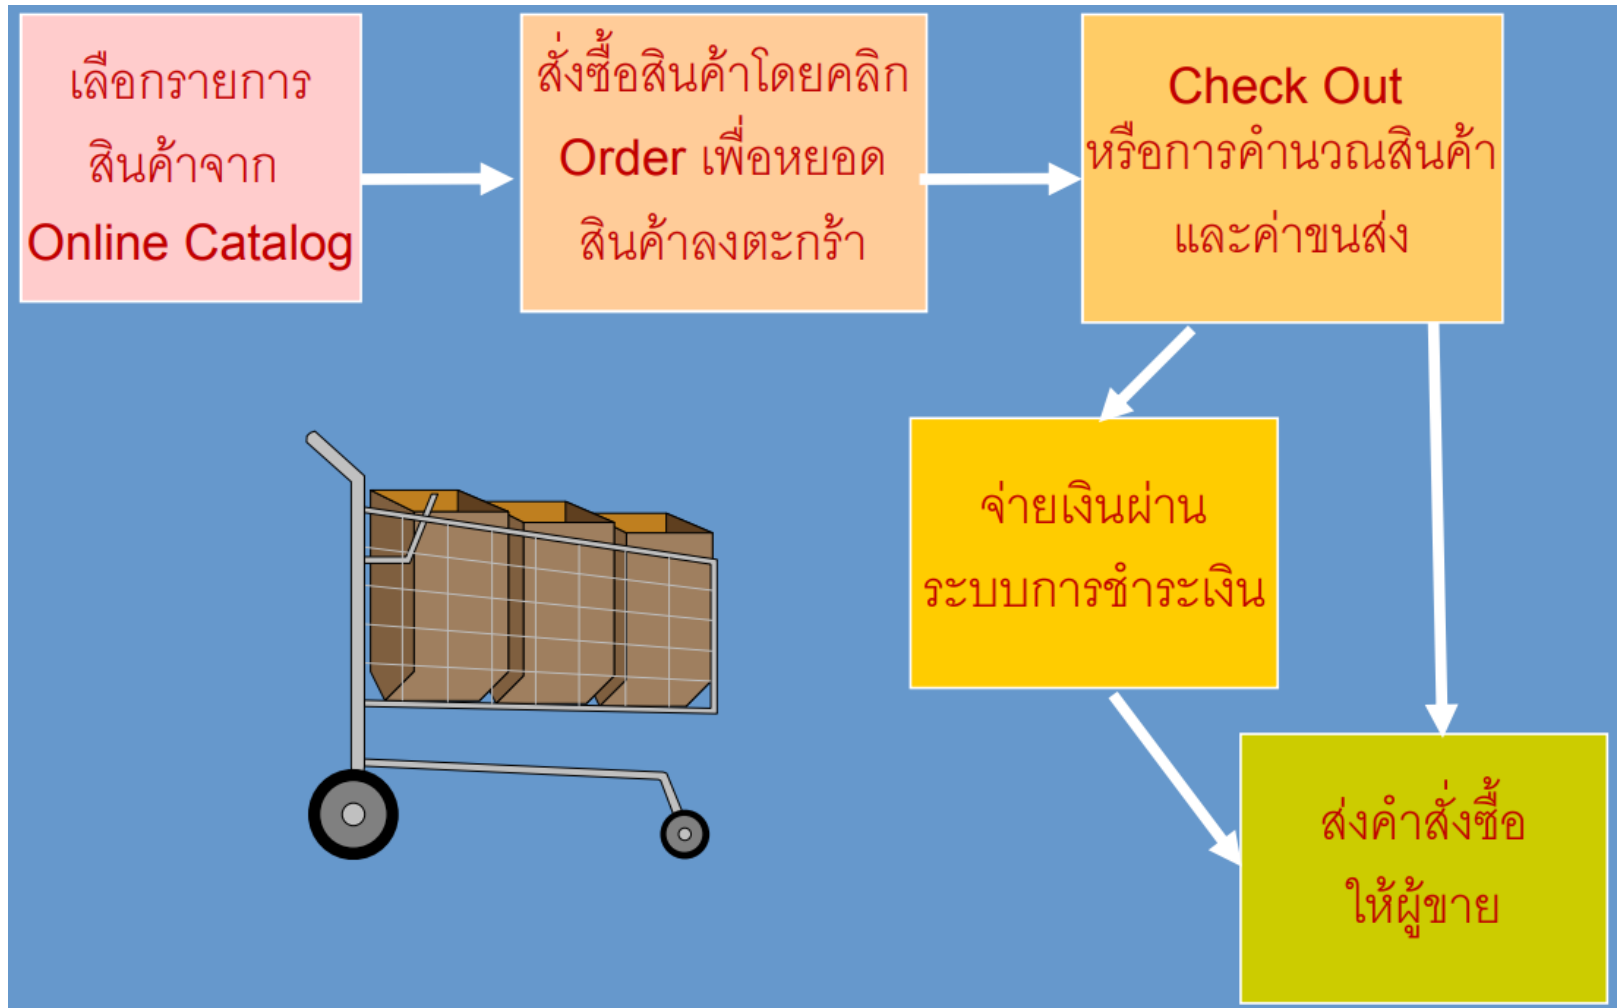 เลือกรายการ
สินค้าจาก
Online Catalog
สั่งซื้อสินค้าโดยคลิก
Order เพื่อหยอด
สินค้าลงตะกร้า
Check Out
หรือการคำนวณสินค้า
และค่าขนส่ง
จ่ายเงินผ่าน
ระบบการชำระเงิน
ส่งคำสั่งซื้อ
ให้ผู้ขาย